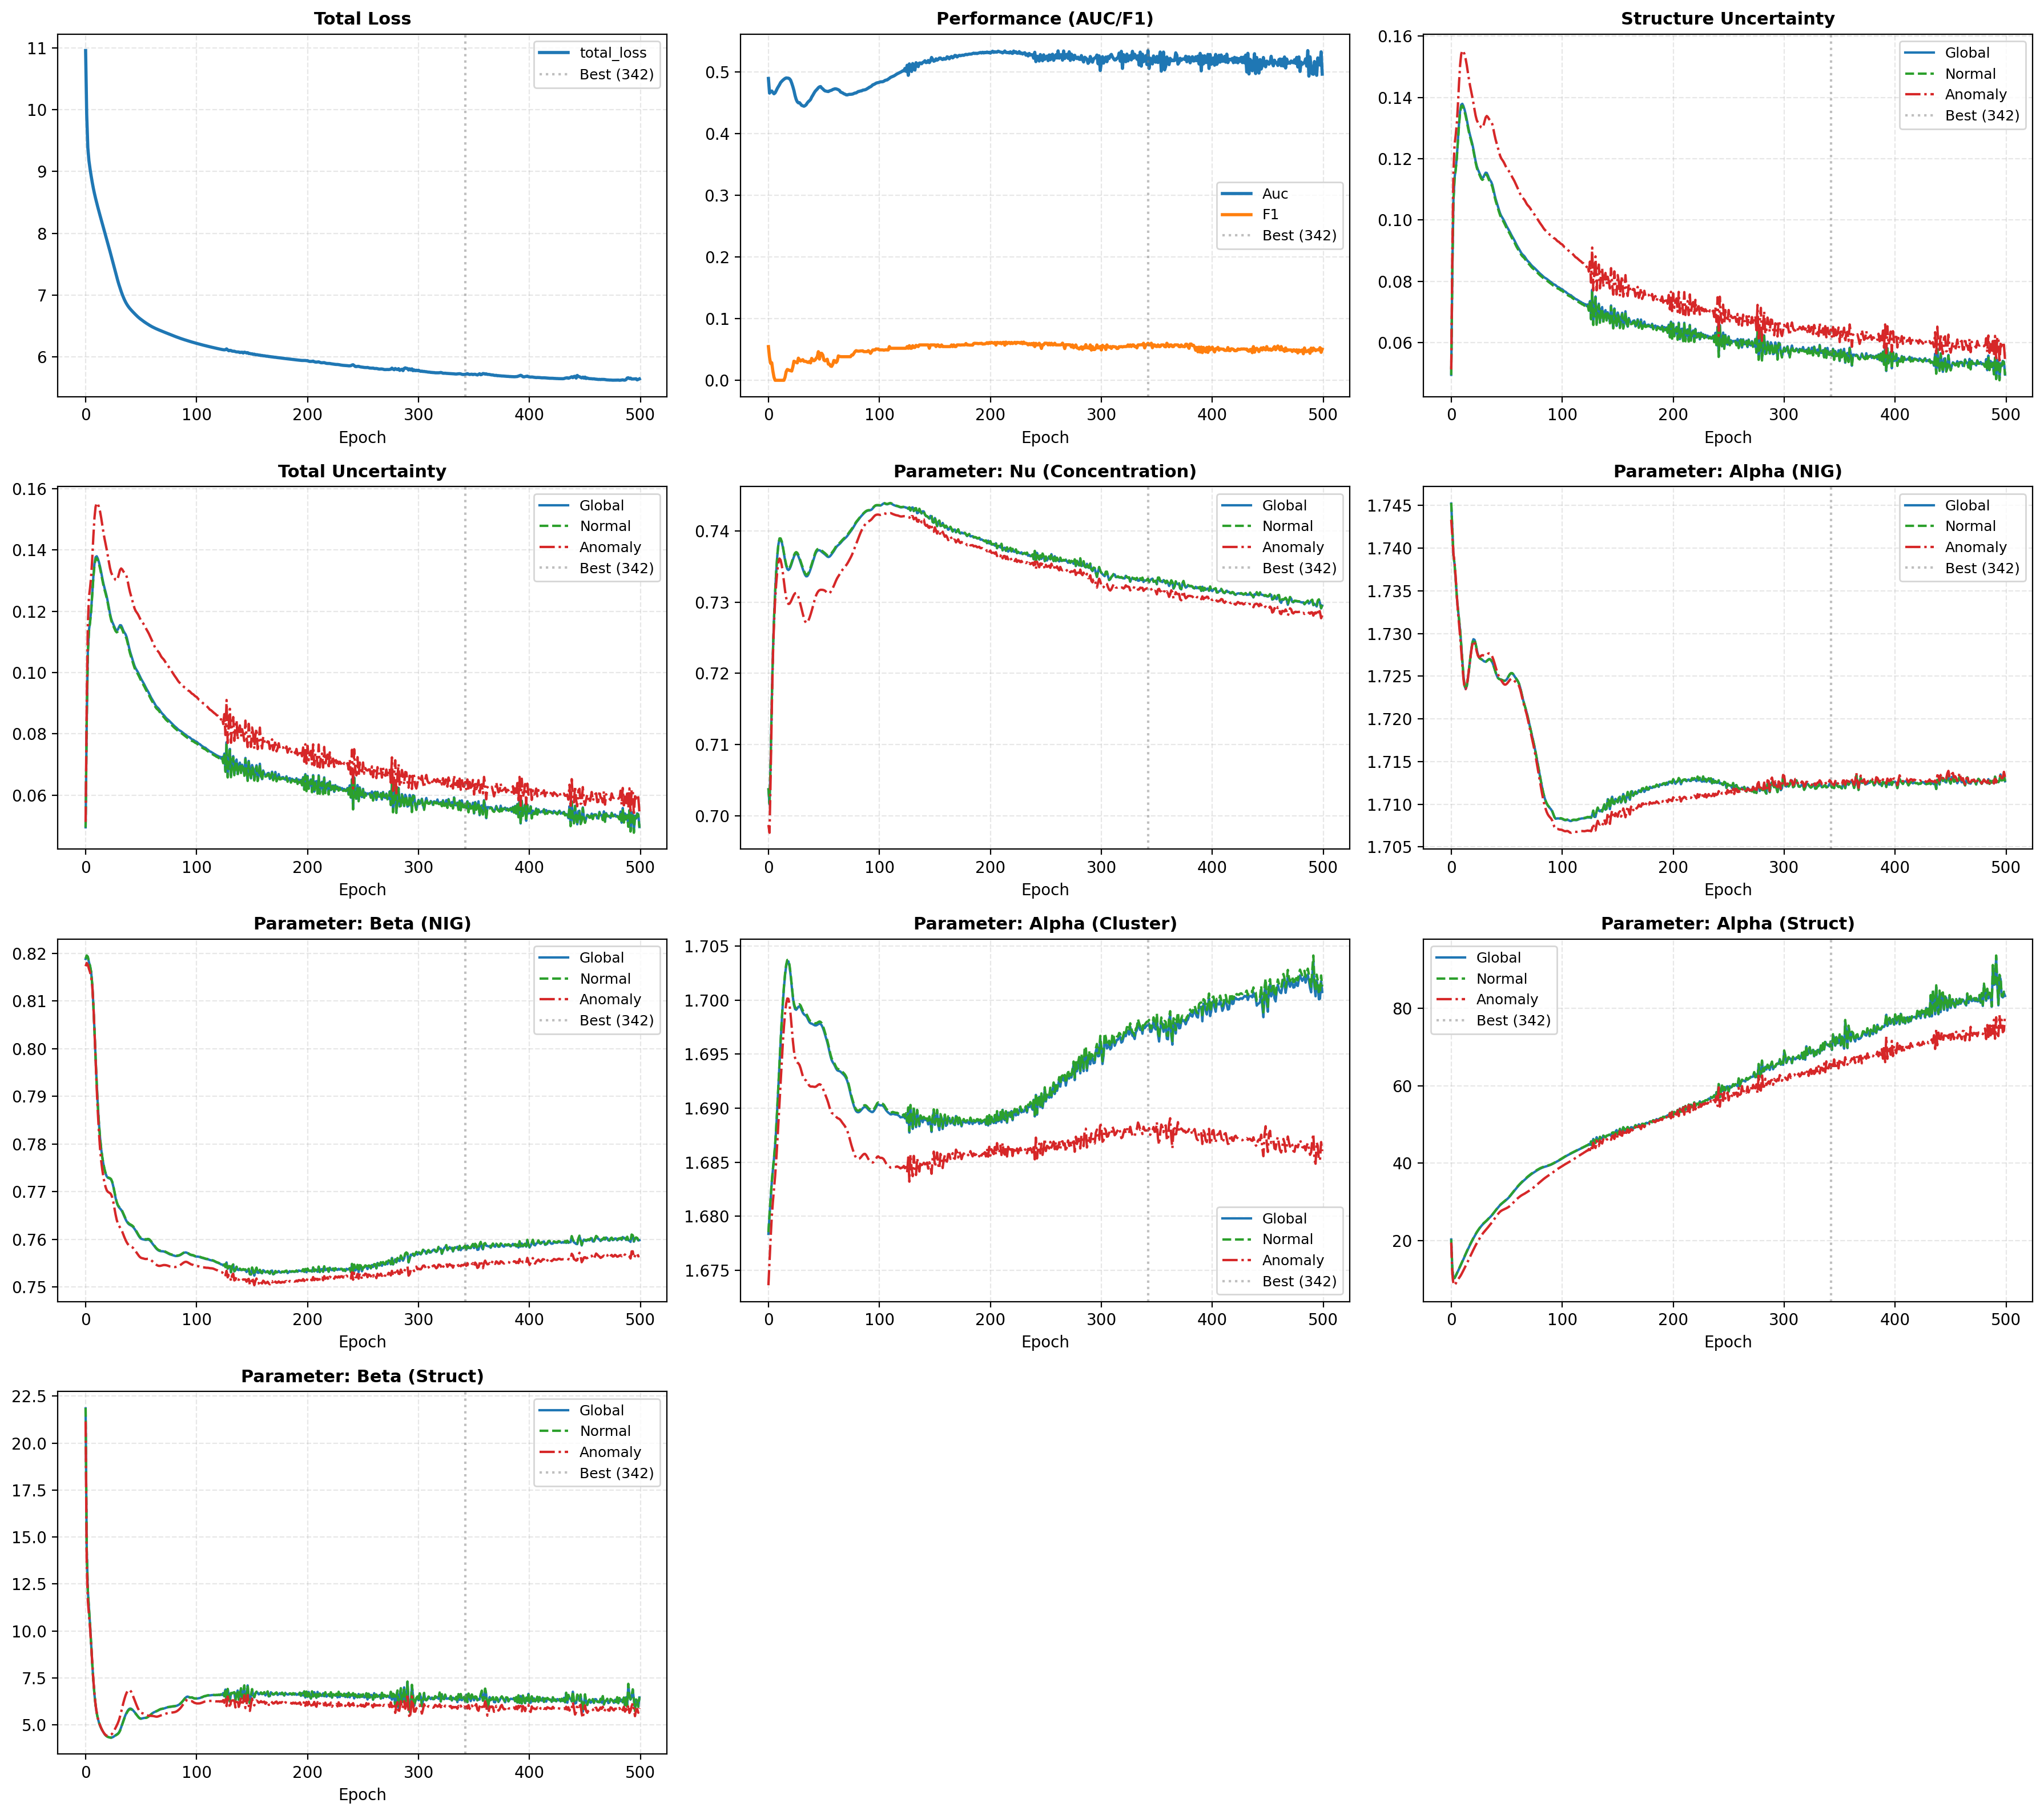 Total Loss
11
10
9
8
7
6
total_loss
Best (342)
0 100 200 300 400 500
Epoch
Performance (AUC/F1)
0.5
0.4
0.3
0.2
0.1
0.0
Auc
F1
Best (342)
0 100 200 300 400 500
Epoch
Structure Uncertainty
0.16
0.14
0.12
0.10
0.08
0.06
Global
Normal
Anomaly
Best (342)
0 100 200 300 400 500
Epoch
Total Uncertainty
0.16
0.14
0.12
0.10
0.08
0.06
Global
Normal
Anomaly
Best (342)
0 100 200 300 400 500
Epoch
Parameter: Nu (Concentration)
0.74
0.73
0.72
0.71
0.70
Global
Normal
Anomaly
Best (342)
0 100 200 300 400 500
Epoch
Parameter: Alpha (NIG)
1.745
1.740
1.735
1.730
1.725
1.720
1.715
1.710
1.705
Global
Normal
Anomaly
Best (342)
0 100 200 300 400 500
Epoch
Parameter: Beta (NIG)
0.82
0.81
0.80
0.79
0.78
0.77
0.76
0.75
Global
Normal
Anomaly
Best (342)
0 100 200 300 400 500
Epoch
Parameter: Alpha (Cluster)
1.705
1.700
1.695
1.690
1.685
1.680
1.675
Global
Normal
Anomaly
Best (342)
0 100 200 300 400 500
Epoch
Parameter: Alpha (Struct)
80
60
40
20
Global
Normal
Anomaly
Best (342)
0 100 200 300 400 500
Epoch
Parameter: Beta (Struct)
22.5
20.0
17.5
15.0
12.5
10.0
7.5
5.0
Global
Normal
Anomaly
Best (342)
0 100 200 300 400 500
Epoch